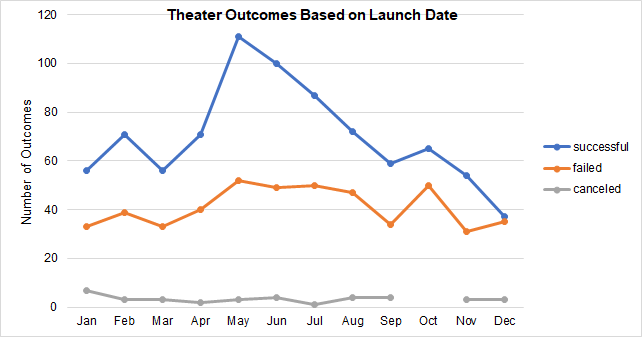 Theater Outcomes Based on Launch Date
120
100
80
60
40
20
0
Number of Outcomes
Jan Feb Mar Apr May Jun Jul Aug Sep Oct Nov Dec
successful
failed
canceled